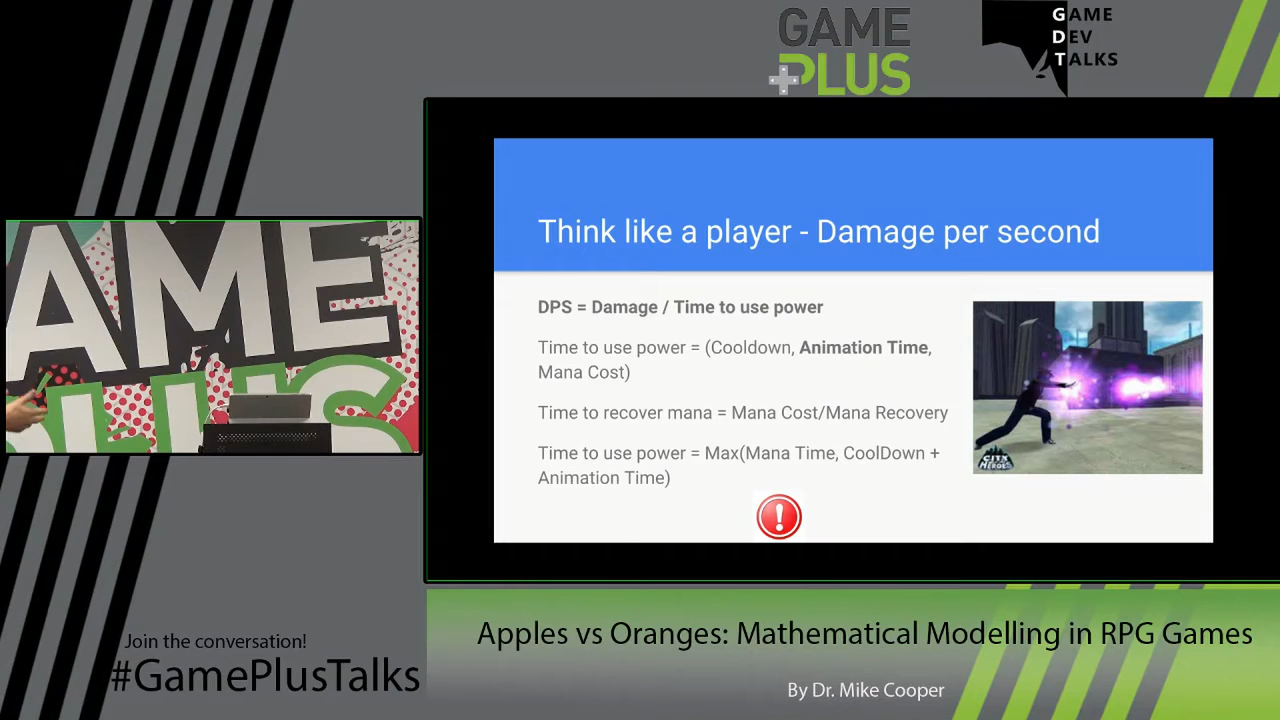 GAME
PLUS
GAME
DEV
TALKS
AME
Think like a player - Damage per second
DPS = Damage / Time to use power
Time to use power = (Cooldown, Animation Time,
Mana Cost)
Time to recover mana = Mana Cost/Mana Recovery
Time to use power = Max(Mana Time, CoolDown +
Animation Time)
CITY
HEROES
Join the conversation!
#GamePlusTalks
Apples vs Oranges: Mathematical Modelling in RPG Games
By Dr. Mike Cooper